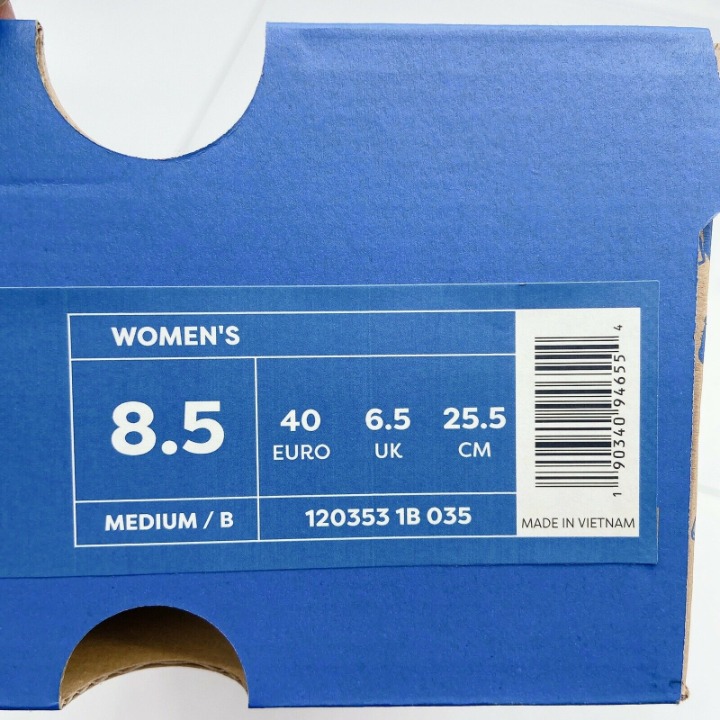 WOMEN'S
8.5
40 6.5 25.5
EURO UK CM
MEDIUM / B
120353 1B 035
1 90340 94655 4
MADE IN VIETNAM